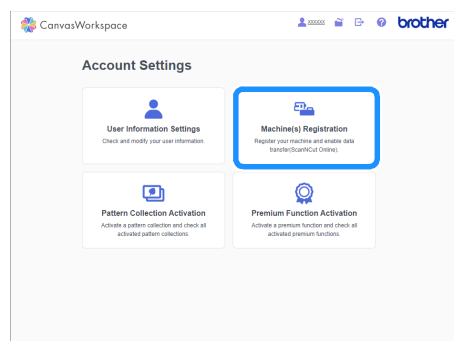 CanvasWorkspace
xxxxxx
brother
Account Settings
User Information Settings
Check and modify your user information.
Machine(s) Registration
Register your machine and enable data
transfer(ScanNCut Online).
Pattern Collection Activation
Activate a pattern collection and check all
activated pattern collections.
Premium Function Activation
Activate a premium function and check all
activated premium functions.